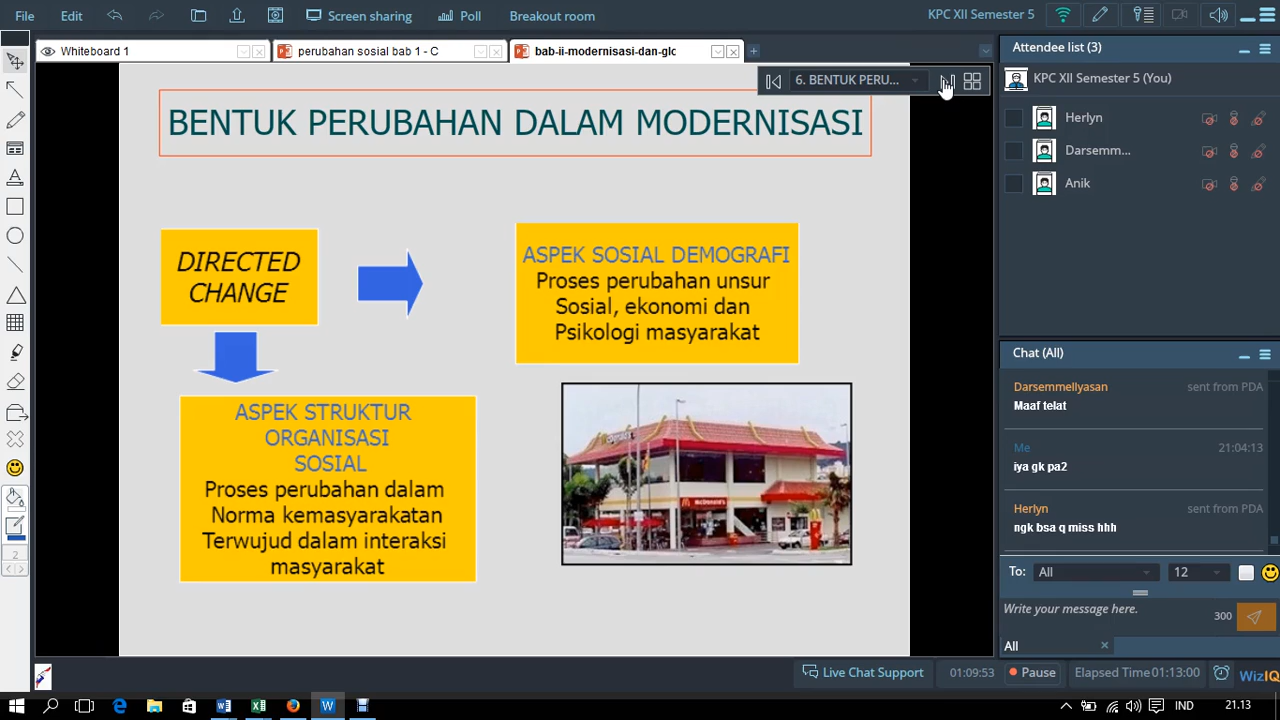 File
Edit
Screen sharing
Poll
Breakout room
KPC XII Semester 5
Whiteboard 1
perubahan sosial bab 1 - C
bab-ii-modernisasi-dan-glc
6. BENTUK PERU...
BENTUK PERUBAHAN DALAM MODERNISASI
DIRECTED
CHANGE
ASPEK SOSIAL DEMOGRAFI
Proses perubahan unsur
Sosial, ekonomi dan
Psikologi masyarakat
ASPEK STRUKTUR
ORGANISASI
SOSIAL
Proses perubahan dalam
Norma kemasyarakatan
Terwujud dalam interaksi
masyarakat
McDonald's
Attendee list (3)
KPC XII Semester 5 (You)
Herlyn
Darsemm...
Anik
Chat (All)
Darsemmellyasan
sent from PDA
Maaf telat
Me
21:04:13
iya gk pa2
Herlyn
sent from PDA
ngk bsa q miss hhh
To:
All
12
Write your message here.
300
All
2
Live Chat Support
01:09:53
Pause
Elapsed Time 01:13:00
WizIQ
IND
21.13